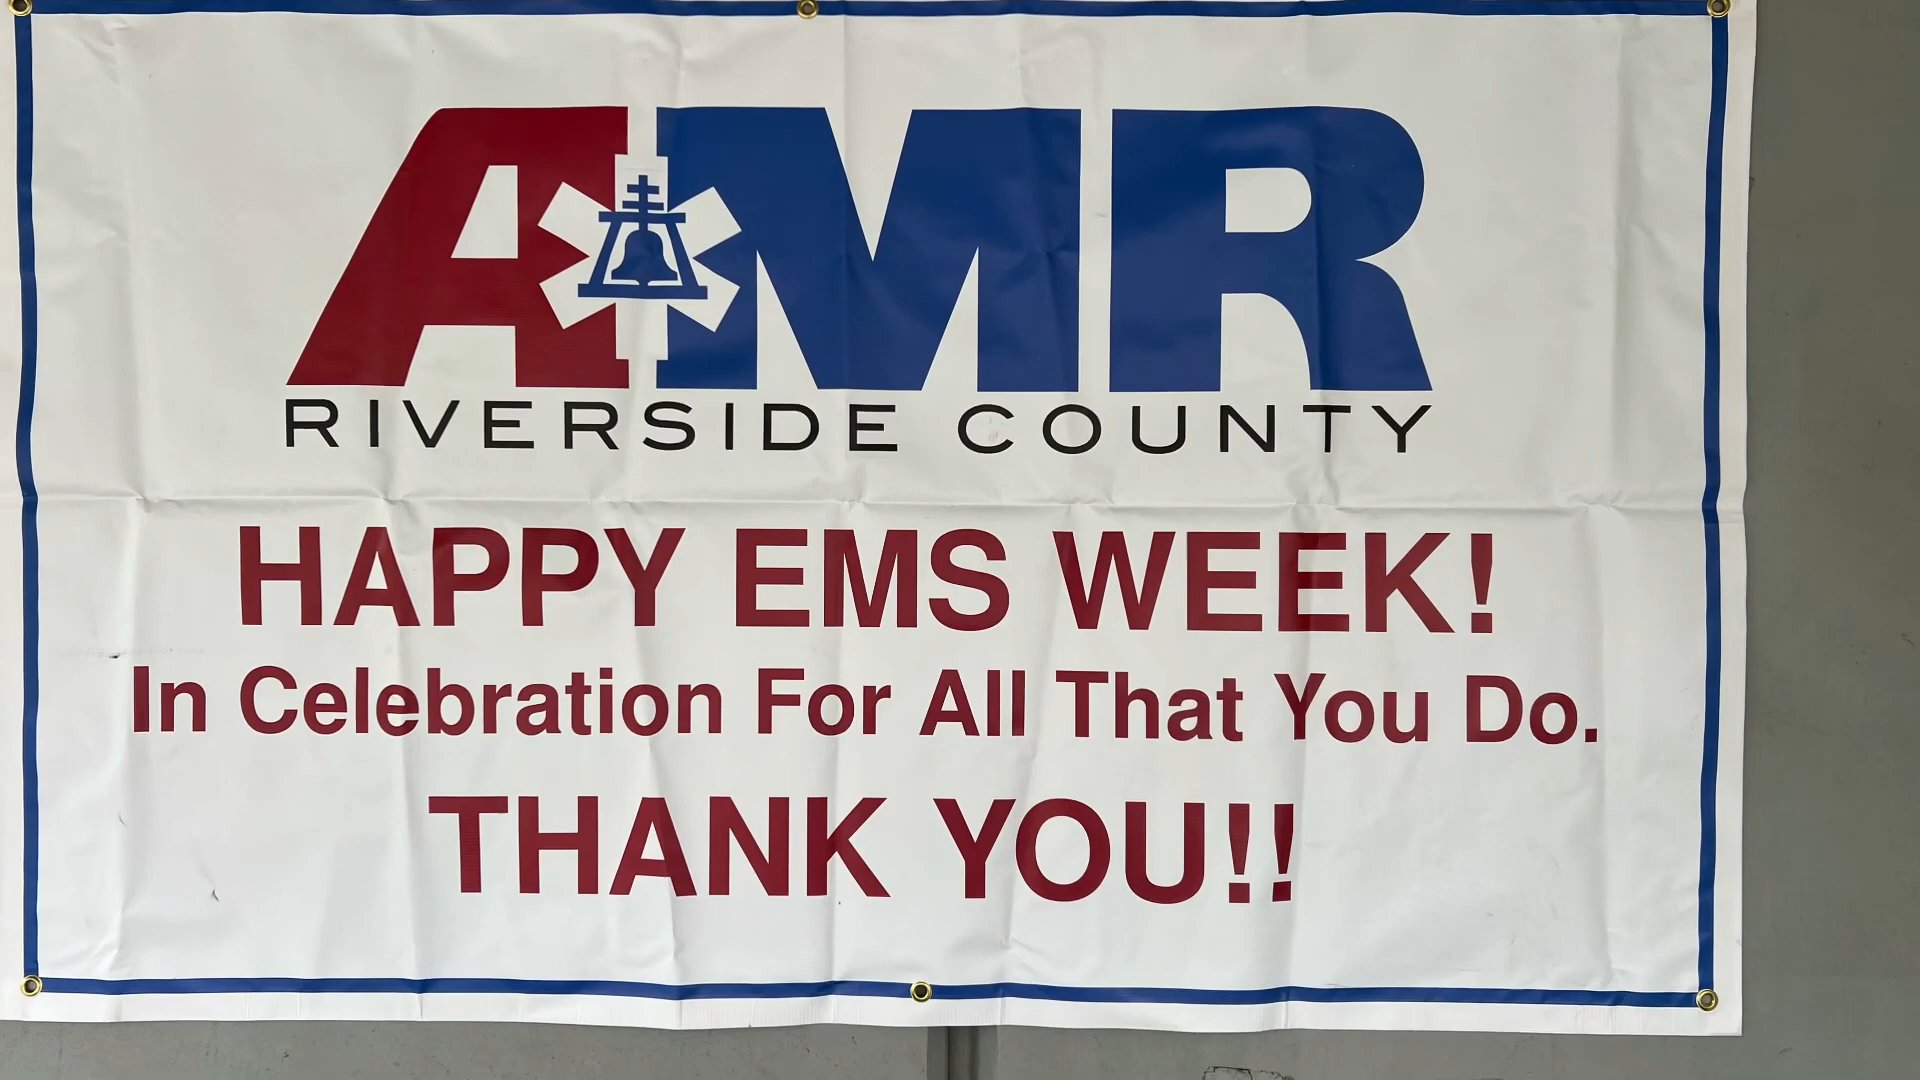 AMR
RIVERSIDE COUNTY
HAPPY EMS WEEK!
In Celebration For All That You Do.
THANK YOU!!